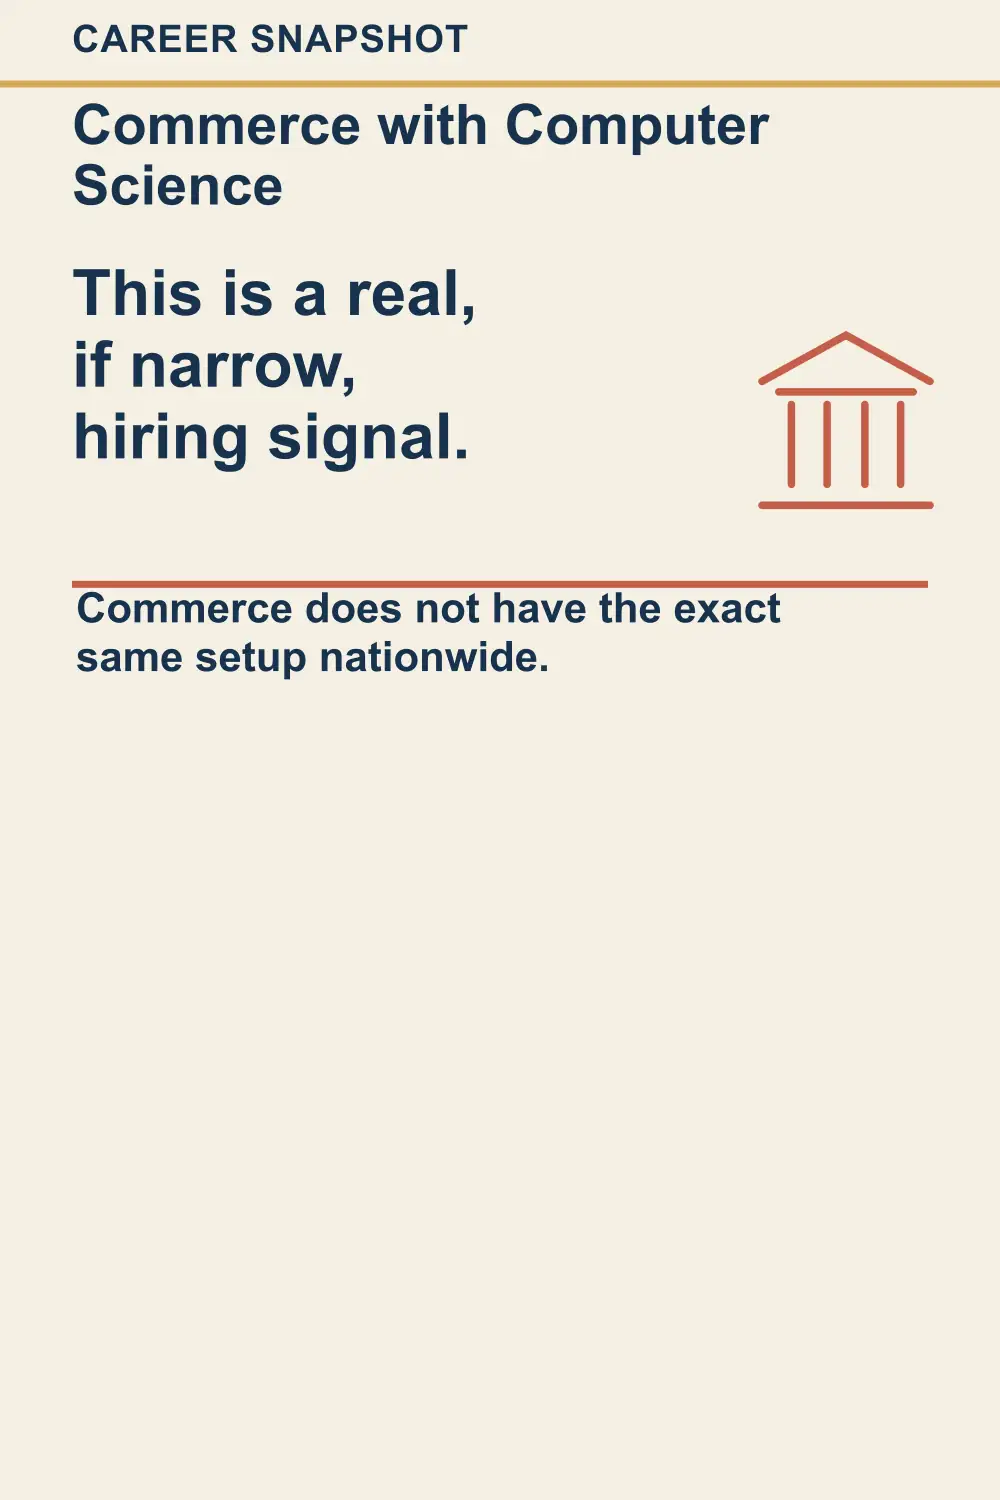 CAREER SNAPSHOT
Commerce with Computer
Science
This is a real,
if narrow,
hiring signal.
Commerce does not have the exact
same setup nationwide.